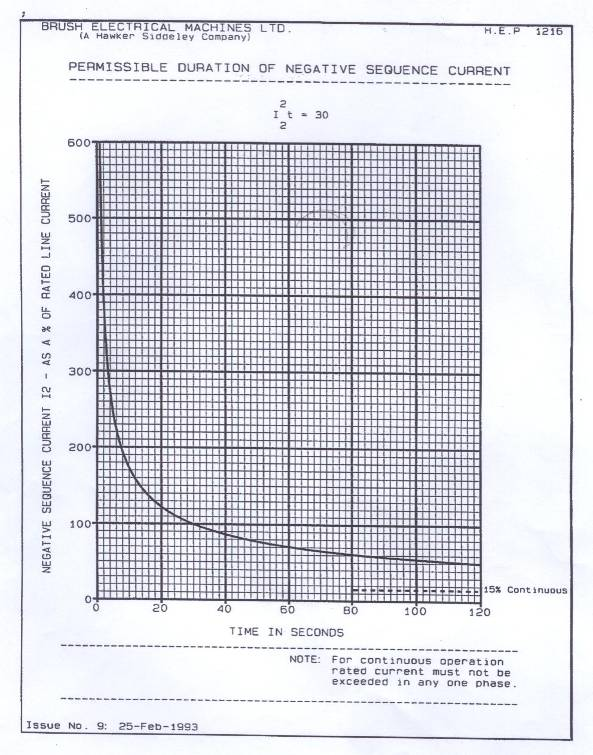 BRUSH ELECTRICAL MACHINES LTD. H.E.P 1216
(A Hawker Siddeley Company)
PERMISSIBLE DURATION OF NEGATIVE SEQUENCE CURRENT
2
I t = 30
2
NEGATIVE SEQUENCE CURRENT I2 - AS A % OF RATED LINE CURRENT
600
500
400
300
200
100
0
15% Continuous
0 20 40 60 80 100 120
TIME IN SECONDS
NOTE: For continuous operation
rated current must not be
exceeded in any one phase.
Issue No. 9: 25-Feb-1993